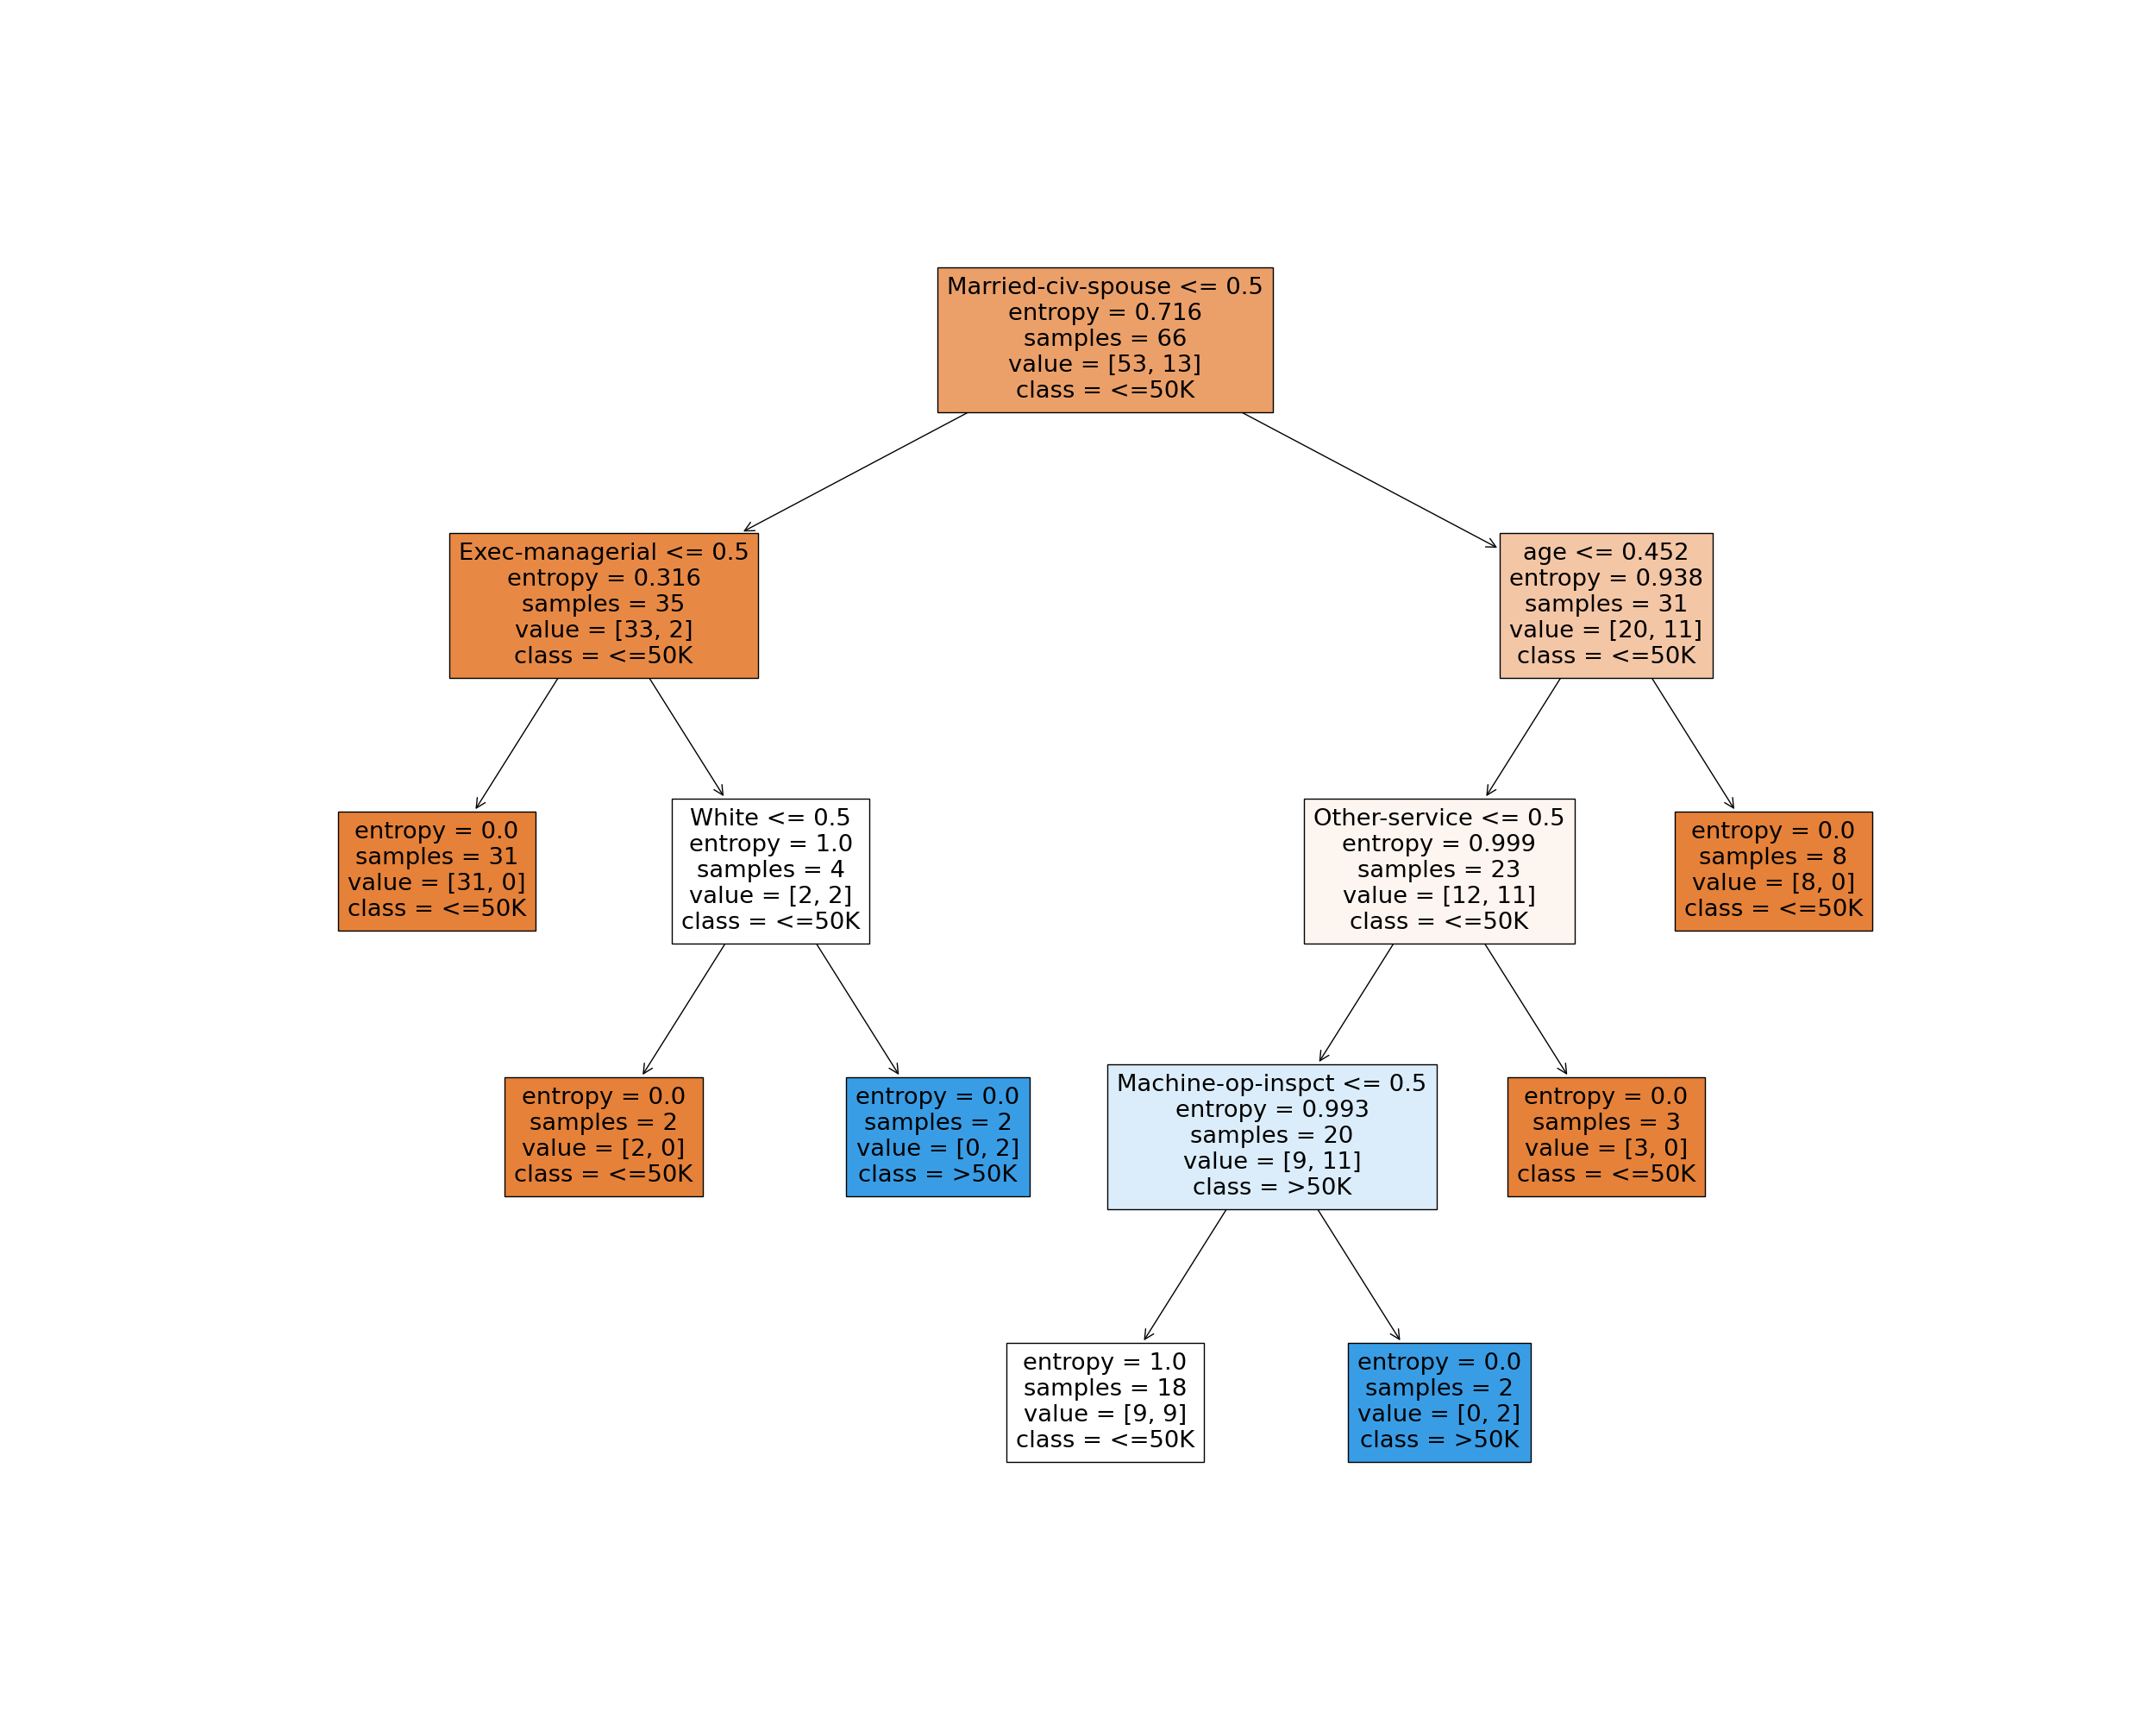 Married-civ-spouse <= 0.5
entropy = 0.716
samples = 66
value = [53, 13]
class = <=50K
Exec-managerial <= 0.5
entropy = 0.316
samples = 35
value = [33, 2]
class = <=50K
age <= 0.452
entropy = 0.938
samples = 31
value = [20, 11]
class = <=50K
entropy = 0.0
samples = 31
value = [31, 0]
class = <=50K
White <= 0.5
entropy = 1.0
samples = 4
value = [2, 2]
class = <=50K
Other-service <= 0.5
entropy = 0.999
samples = 23
value = [12, 11]
class = <=50K
entropy = 0.0
samples = 8
value = [8, 0]
class = <=50K
entropy = 0.0
samples = 2
value = [2, 0]
class = <=50K
entropy = 0.0
samples = 2
value = [0, 2]
class = >50K
Machine-op-inspct <= 0.5
entropy = 0.993
samples = 20
value = [9, 11]
class = >50K
entropy = 0.0
samples = 3
value = [3, 0]
class = <=50K
entropy = 1.0
samples = 18
value = [9, 9]
class = <=50K
entropy = 0.0
samples = 2
value = [0, 2]
class = >50K